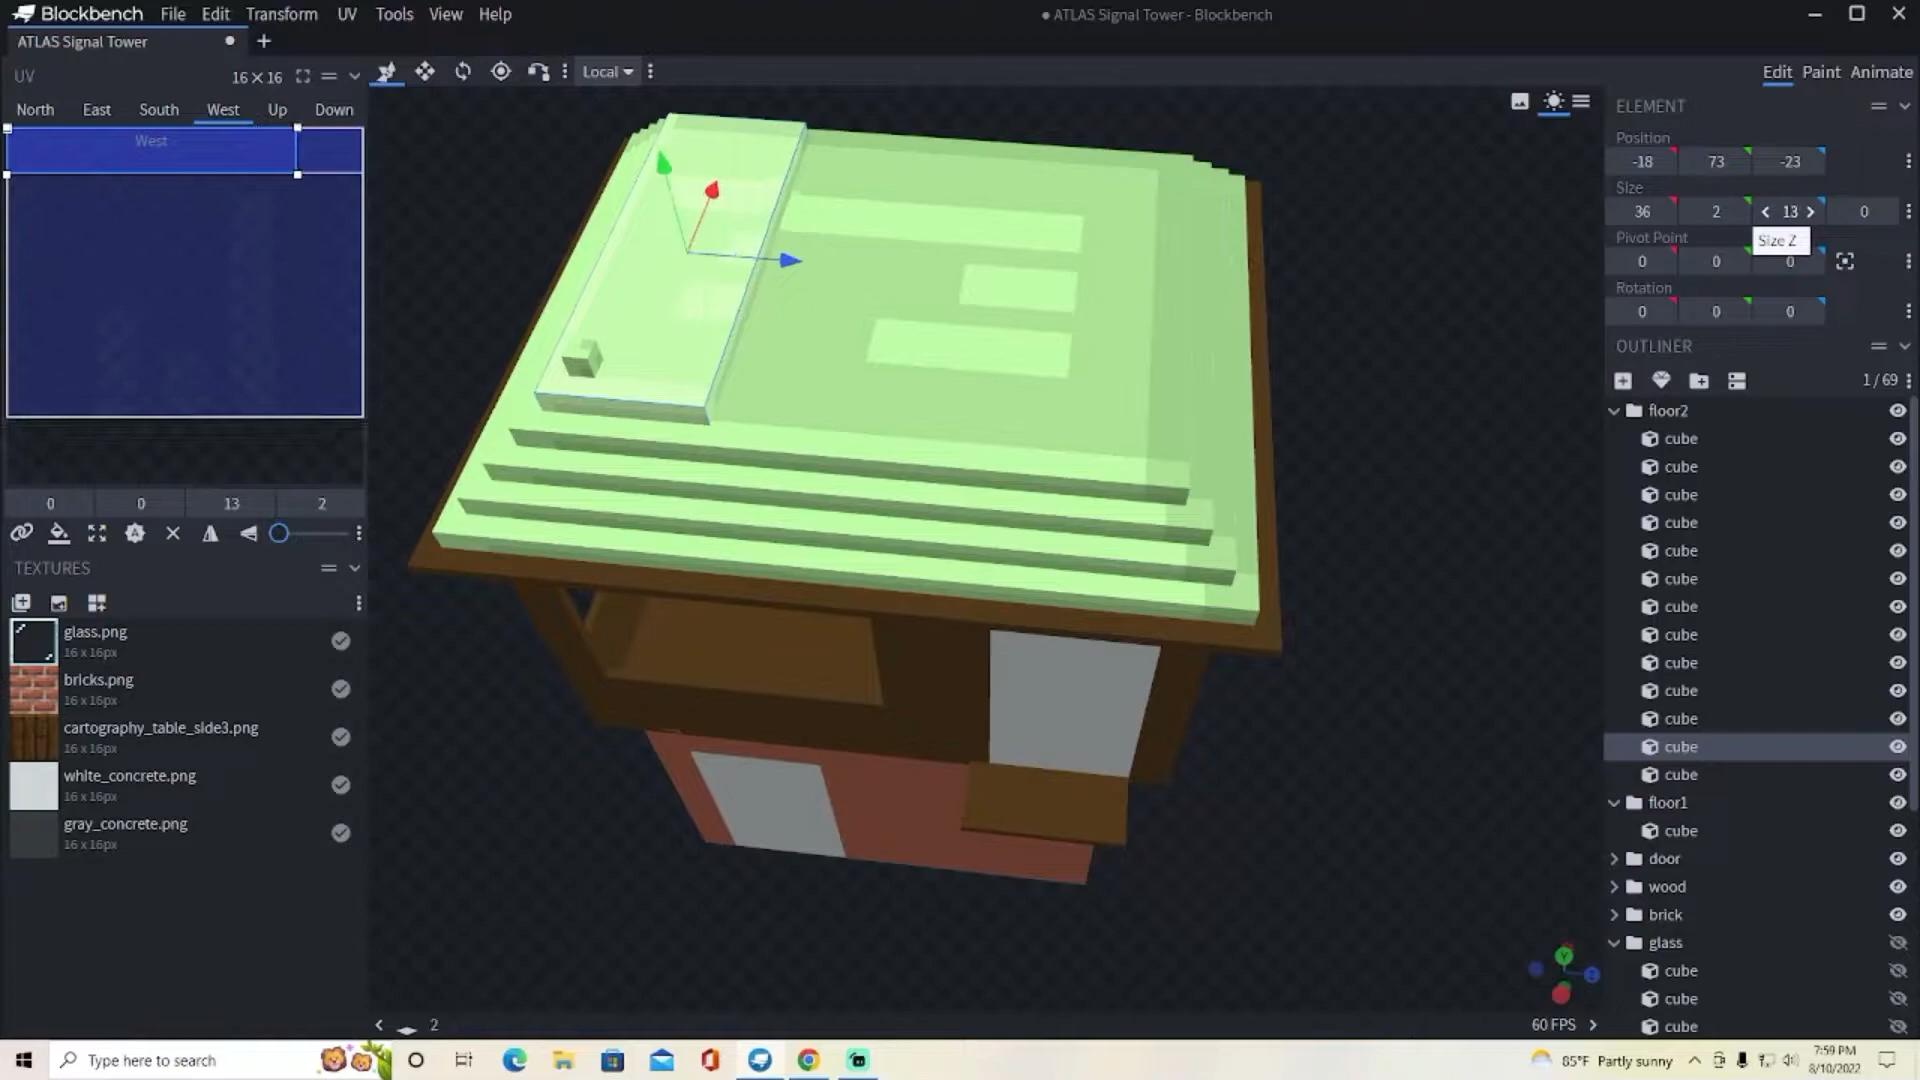 Blockbench File Edit Transform UV Tools View Help
● ATLAS Signal Tower - Blockbench
ATLAS Signal Tower
UV 16×16
Local
Edit Paint Animate
North East South West Up Down
West
0 0 13 2
TEXTURES
glass.png
16 x 16px
bricks.png
16 x 16px
cartography_table_side3.png
16 x 16px
white_concrete.png
16 x 16px
gray_concrete.png
16 x 16px
ELEMENT
Position
-18 73 -23
Size
36 2 13 0
Pivot Point
Size Z
0 0 0
Rotation
0 0 0
OUTLINER
1 / 69
floor2
cube
cube
cube
cube
cube
cube
cube
cube
cube
cube
cube
cube
cube
floor1
cube
door
wood
brick
glass
cube
cube
cube
Y
Z
2
60 FPS
Type here to search
85°F Partly sunny
7:59 PM
8/10/2022